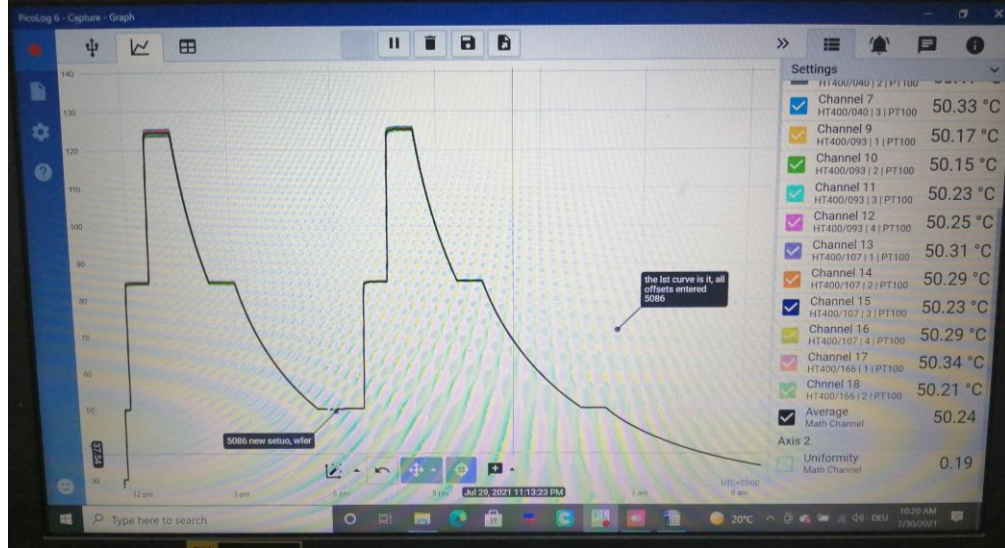 PicoLog 6 - Capture - Graph
Settings
HT400/040 | 2 | PT100
Channel 7
HT400/040 | 3 | PT100
50.33 °C
Channel 9
HT400/093 | 1 | PT100
50.17 °C
Channel 10
HT400/093 | 2 | PT100
50.15 °C
Channel 11
HT400/093 | 3 | PT100
50.23 °C
Channel 12
HT400/093 | 4 | PT100
50.25 °C
Channel 13
HT400/107 | 1 | PT100
50.31 °C
Channel 14
HT400/107 | 2 | PT100
50.29 °C
Channel 15
HT400/107 | 3 | PT100
50.23 °C
Channel 16
HT400/107 | 4 | PT100
50.29 °C
Channel 17
HT400/166 | 1 | PT100
50.34 °C
Chnnel 18
HT400/166 | 2 | PT100
50.21 °C
Average
Math Channel
50.24
Axis 2
Uniformity
Math Channel
0.19
140
130
120
110
100
90
80
70
60
50
30
37.54
the lst curve is it, all
offsets entered
5086
5086 new setuo, wfer
12 pm
3 pm
6 pm
9 pm
Jul 29, 2021 11:13:23 PM
3 am
6 am
UTC+02:00
Type here to search
20°C
DEU
10:29 AM
7/30/2021